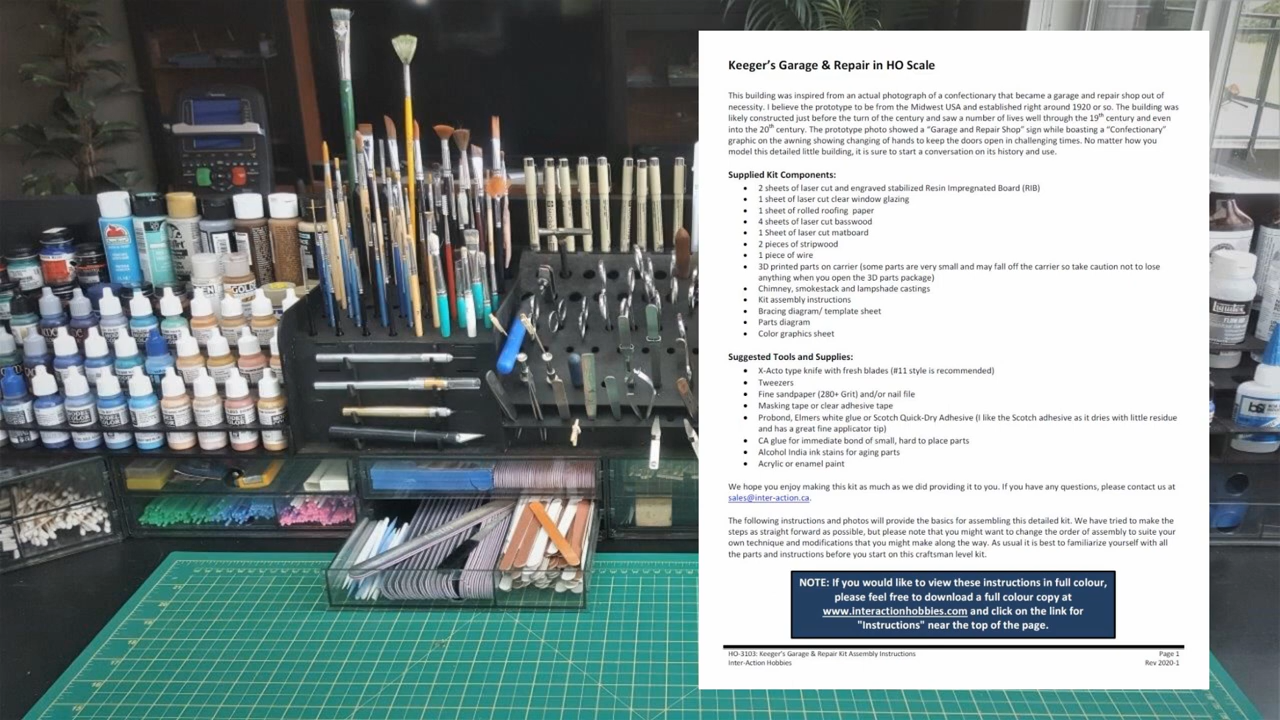 Keeger's Garage & Repair in HO Scale
This building was inspired from an actual photograph of a confectionary that became a garage and repair shop out of
necessity. I believe the prototype to be from the Midwest USA and established right around 1920 or so. The building was
likely constructed just before the turn of the century and saw a number of lives well through the 19th century and even
into the 20th century. The prototype photo showed a "Garage and Repair Shop" sign while boasting a "Confectionary"
graphic on the awning showing changing of hands to keep the doors open in challenging times. No matter how you
model this detailed little building, it is sure to start a conversation on its history and use.
Supplied Kit Components:
• 2 sheets of laser cut and engraved stabilized Resin Impregnated Board (RIB)
• 1 sheet of laser cut clear window glazing
• 1 sheet of rolled roofing paper
• 4 sheets of laser cut basswood
• 1 Sheet of laser cut matboard
• 2 pieces of stripwood
• 1 piece of wire
• 3D printed parts on carrier (some parts are very small and may fall off the carrier so take caution not to lose
anything when you open the 3D parts package)
• Chimney, smokestack and lampshade castings
• Kit assembly instructions
• Bracing diagram/ template sheet
• Parts diagram
• Color graphics sheet
Suggested Tools and Supplies:
• X-Acto type knife with fresh blades (#11 style is recommended)
• Tweezers
• Fine sandpaper (280+ Grit) and/or nail file
• Masking tape or clear adhesive tape
• Probond, Elmers white glue or Scotch Quick-Dry Adhesive (I like the Scotch adhesive as it dries with little residue
and has a great fine applicator tip)
• CA glue for immediate bond of small, hard to place parts
• Alcohol India ink stains for aging parts
• Acrylic or enamel paint
We hope you enjoy making this kit as much as we did providing it to you. If you have any questions, please contact us at
sales@inter-action.ca.
The following instructions and photos will provide the basics for assembling this detailed kit. We have tried to make the
steps as straight forward as possible, but please note that you might want to change the order of assembly to suite your
own technique and modifications that you might make along the way. As usual it is best to familiarize yourself with all
the parts and instructions before you start on this craftsman level kit.
NOTE: If you would like to view these instructions in full colour,
please feel free to download a full colour copy at
www.interactionhobbies.com and click on the link for
"Instructions" near the top of the page.
HO-3103: Keeger's Garage & Repair Kit Assembly Instructions Page 1
Inter-Action Hobbies Rev 2020-1